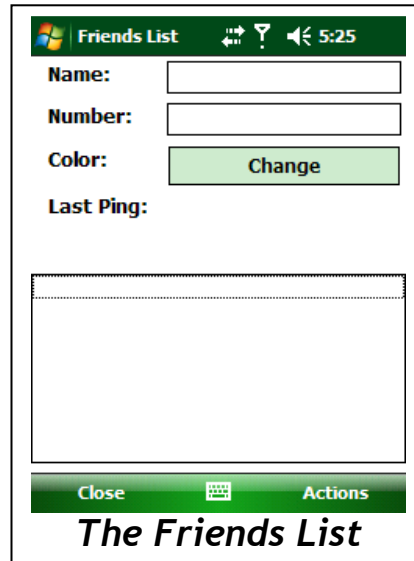 Friends List 5:25
Name:
Number:
Color: Change
Last Ping:
Close Actions
The Friends List